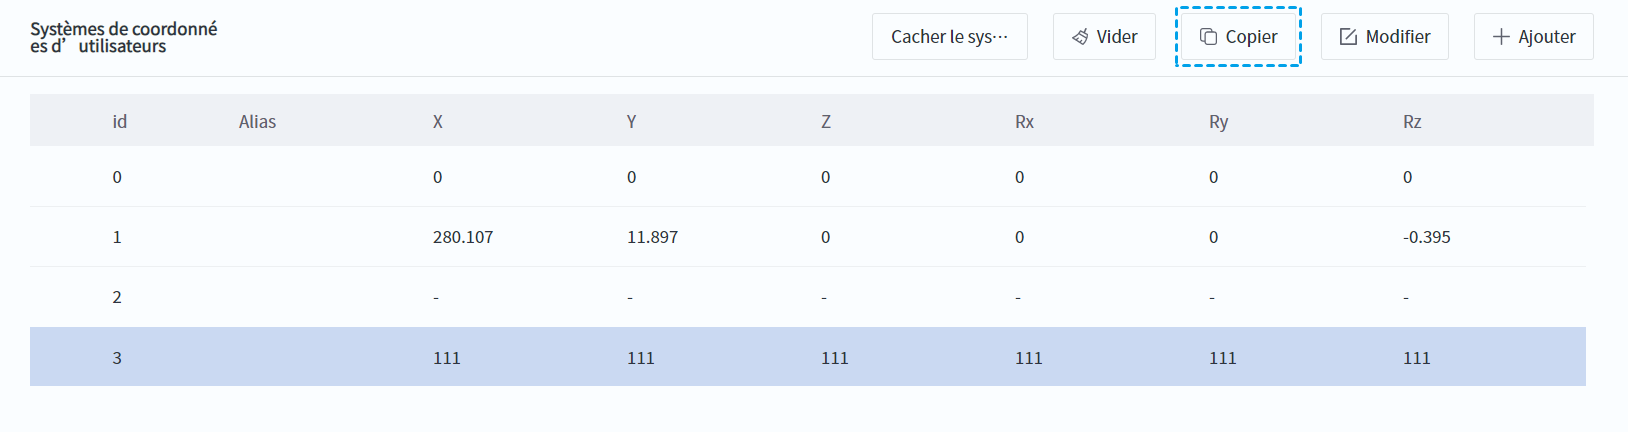 Systèmes de coordonné
es d’ utilisateurs
Cacher le sys··· Vider Copier Modifier Ajouter
id Alias X Y Z Rx Ry Rz
0 0 0 0 0 0 0
1 280.107 11.897 0 0 0 -0.395
2 - - - - - -
3 111 111 111 111 111 111